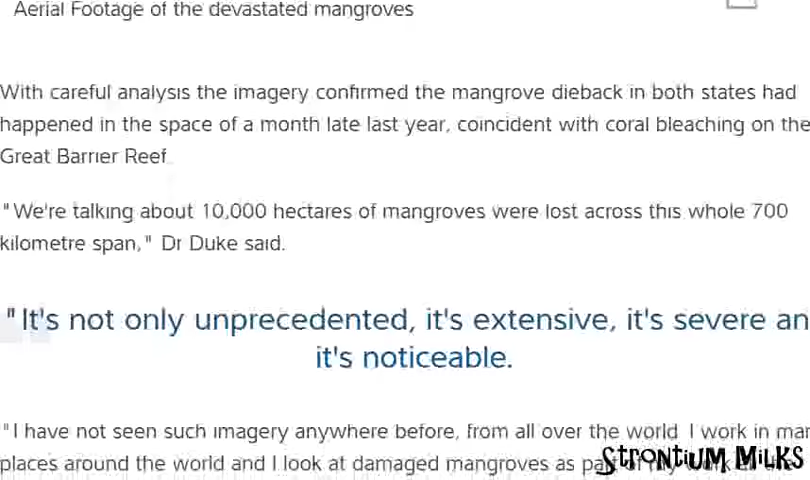 Aerial Footage of the devastated mangroves
With careful analysis the imagery confirmed the mangrove dieback in both states had
happened in the space of a month late last year, coincident with coral bleaching on the
Great Barrier Reef
"We're talking about 10,000 hectares of mangroves were lost across this whole 700
kilometre span," Dr Duke said.
"It's not only unprecedented, it's extensive, it's severe an
it's noticeable.
"I have not seen such imagery anywhere before, from all over the world I work in
places around the world and I look at damaged mangroves as
Strontium Milks